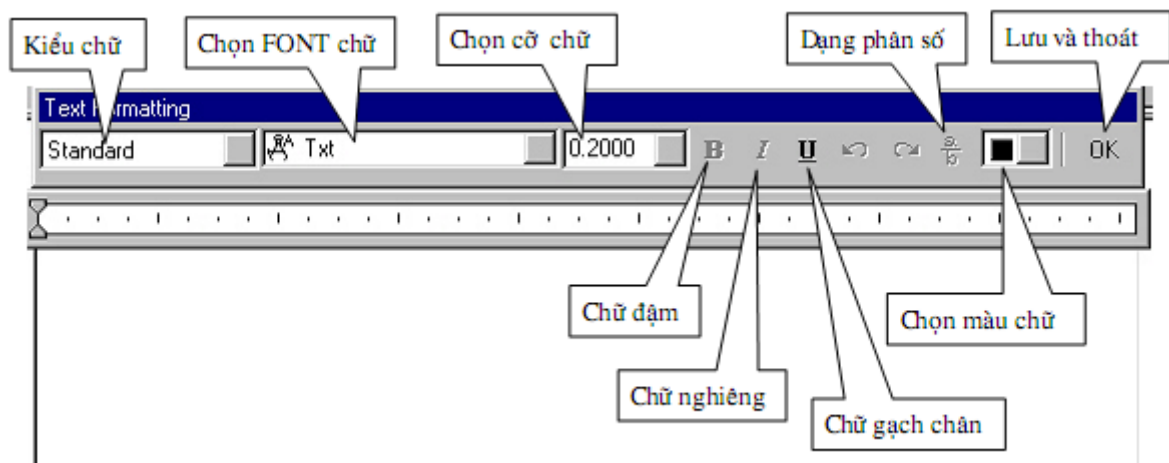 Kiểu chữ
Chọn FONT chữ
Chọn cỡ chữ
Dạng phân số
Lưu và thoát
Text Formatting
Standard Txt 0.2000 B I U a/b OK
Chữ đậm
Chọn màu chữ
Chữ nghiêng
Chữ gạch chân